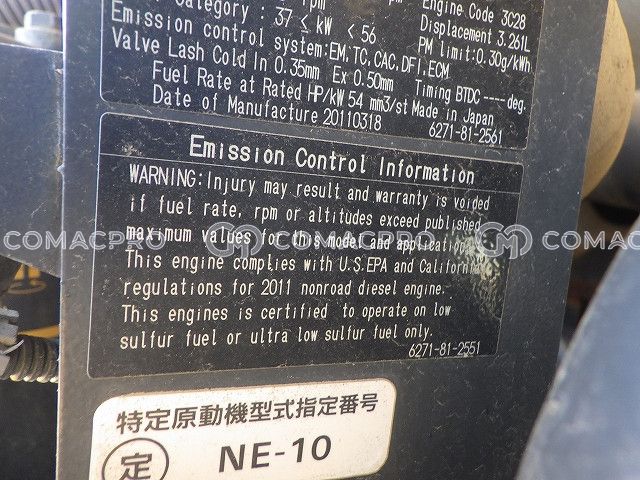 rpm
Engine Code 3C28
Category : 37 ≤ kW < 56
Displacement 3.261L
Emission control system:EM,TC,CAC,DFI,ECM
PM limit:0.30g/kWh
Valve Lash Cold In 0.35mm Ex 0.50mm
Timing BTDC ----deg.
Fuel Rate at Rated HP/kW 54 mm3/st
Made in Japan
Date of Manufacture 20110318
6271-81-2561
Emission Control Information
WARNING:Injury may result and warranty is voided
if fuel rate, rpm or altitudes exceed published
maximum values for this model and application.
This engine complies with U.S.EPA and California
regulations for 2011 nonroad diesel engine.
This engines is certified to operate on low
sulfur fuel or ultra low sulfur fuel only.
6271-81-2551
特定原動機型式指定番号
定 NE-10
COMACPRO COMACPRO COMACPRO